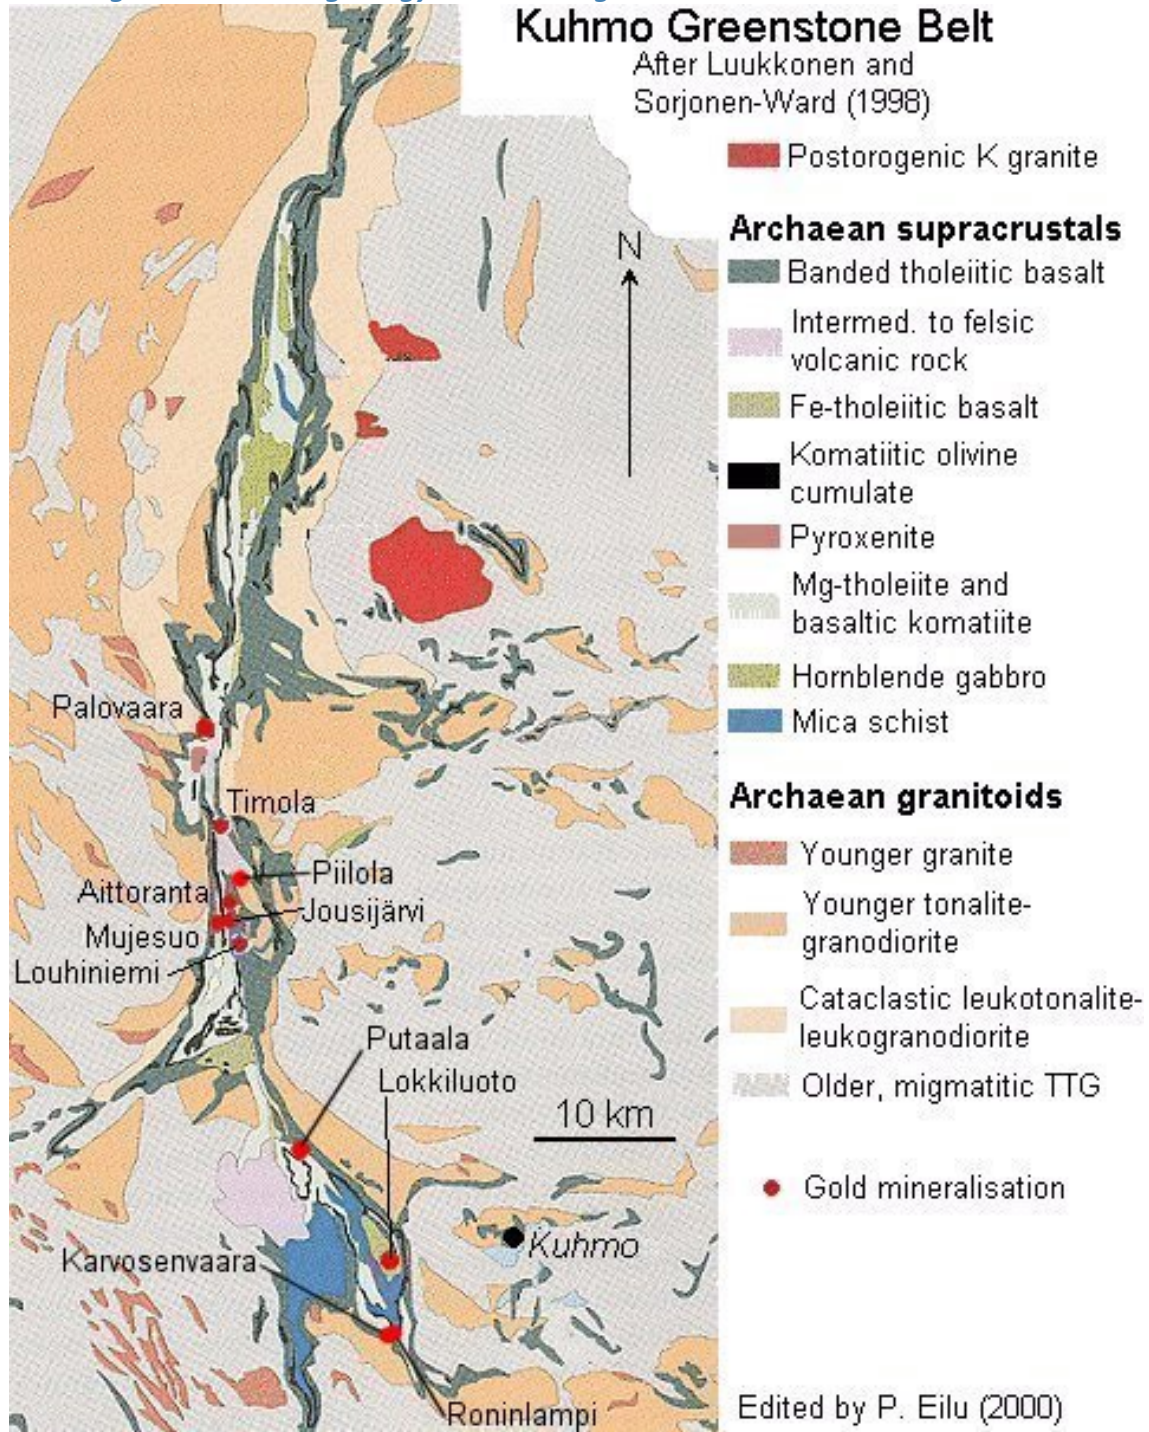 Kuhmo Greenstone Belt
After Luukkonen and
Sorjonen-Ward (1998)
Postorogenic K granite
Archaean supracrustals
Banded tholeiitic basalt
Intermed. to felsic
volcanic rock
Fe-tholeiitic basalt
Komatiitic olivine
cumulate
Pyroxenite
Mg-tholeiite and
basaltic komatiite
Hornblende gabbro
Mica schist
Archaean granitoids
Younger granite
Younger tonalite-
granodiorite
Cataclastic leukotonalite-
leukogranodiorite
Older, migmatitic TTG
Gold mineralisation
Edited by P. Eilu (2000)
N
Palovaara
Timola
Piilola
Aittoranta
Jousijärvi
Mujesuo
Louhiniemi
Putaala
Lokkiluoto
10 km
Kuhmo
Karvosenvaara
Roninlampi